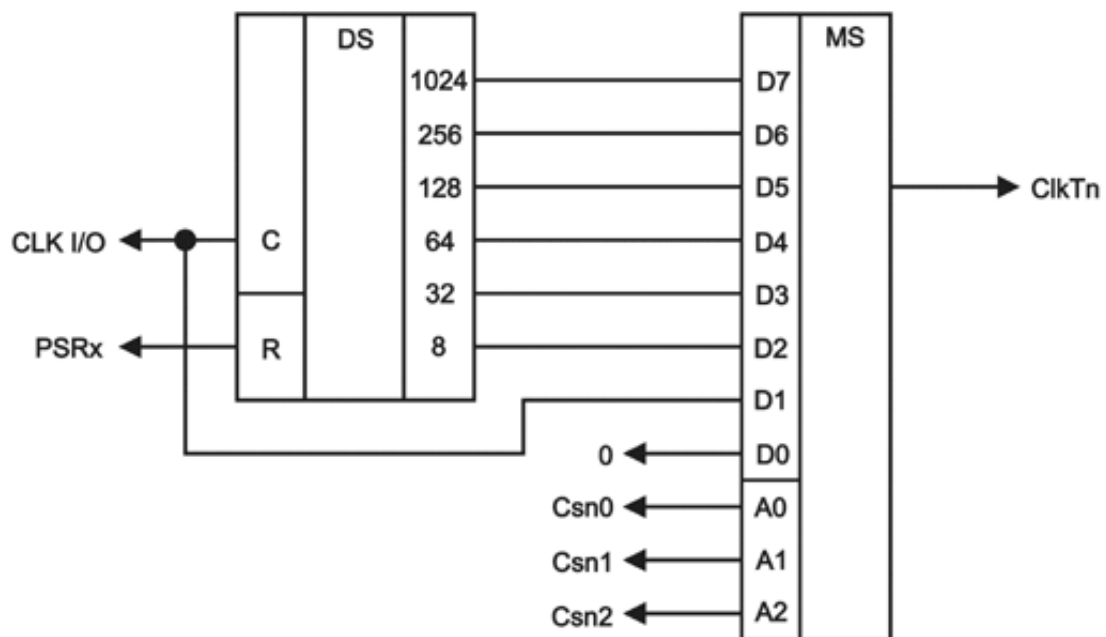 DS
MS
1024
D7
256
D6
128
D5
ClkTn
CLK I/O
C
64
D4
32
D3
PSRx
R
8
D2
D1
0
D0
Csn0
A0
Csn1
A1
Csn2
A2